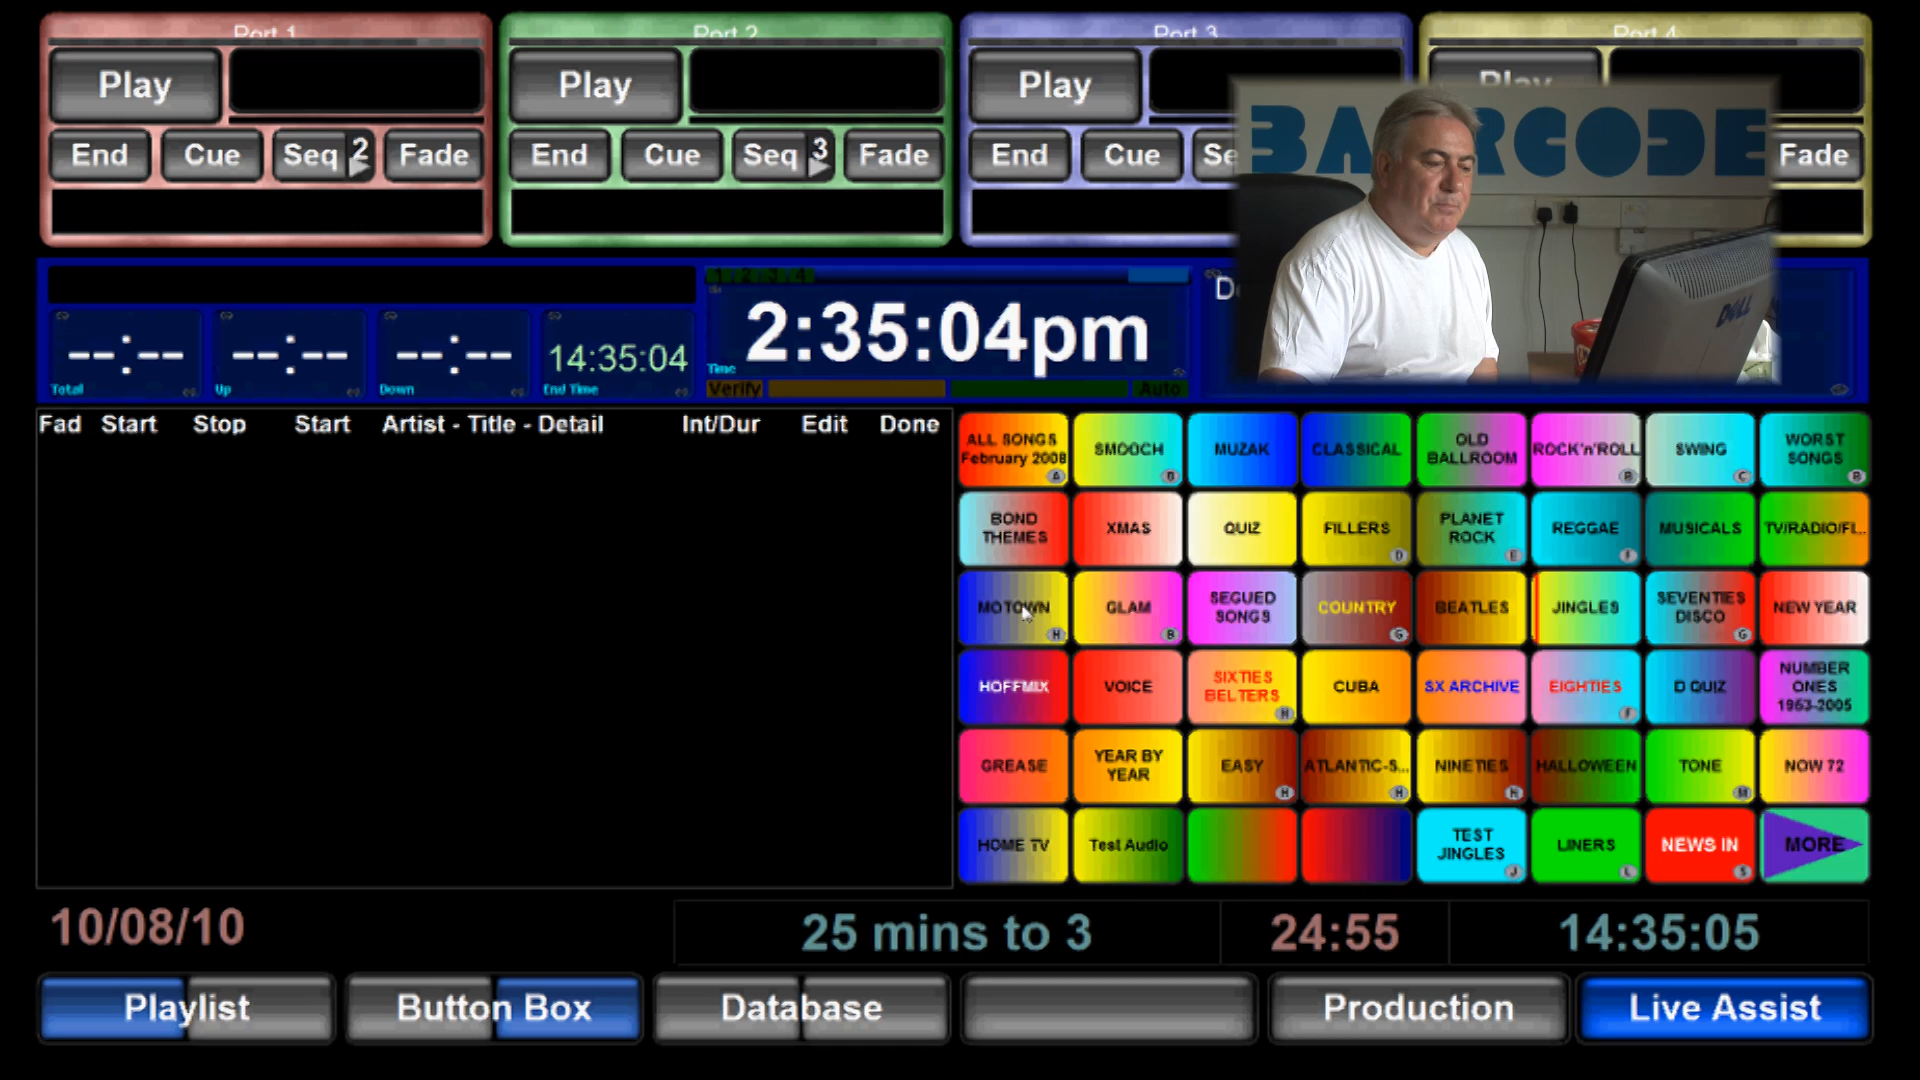 Port 1
Port 2
Port 3
Port 4
Play
Play
Play
Play
End
Cue
Seq 2
Fade
End
Cue
Seq 3
Fade
End
Cue
Se
Fade
BARCODE
DELL
--:--
Total
--:--
Up
--:--
Down
14:35:04
End Time
1 2 3 4
2:35:04pm
Time
Verify
Auto
Fad Start Stop Start Artist - Title - Detail Int/Dur Edit Done
ALL SONGS
February 2008
A
SMOOCH
MUZAK
CLASSICAL
OLD
BALLROOM
ROCK'n'ROLL
SWING
C
WORST
SONGS
BOND
THEMES
XMAS
QUIZ
FILLERS
D
PLANET
ROCK
E
REGGAE
F
MUSICALS
TV/RADIO/FI...
MOTOWN
H
GLAM
B
SEGUED
SONGS
COUNTRY
G
BEATLES
JINGLES
SEVENTIES
DISCO
G
NEW YEAR
HOFFMIX
VOICE
SIXTIES
BELTERS
H
CUBA
SX ARCHIVE
EIGHTIES
F
D QUIZ
NUMBER
ONES
1953-2005
GREASE
YEAR BY
YEAR
EASY
H
ATLANTIC-S...
H
NINETIES
H
HALLOWEEN
TONE
M
NOW 72
HOME TV
Test Audio
TEST
JINGLES
J
LINERS
L
NEWS IN
S
MORE
10/08/10
25 mins to 3
24:55
14:35:05
Playlist
Button Box
Database
Production
Live Assist